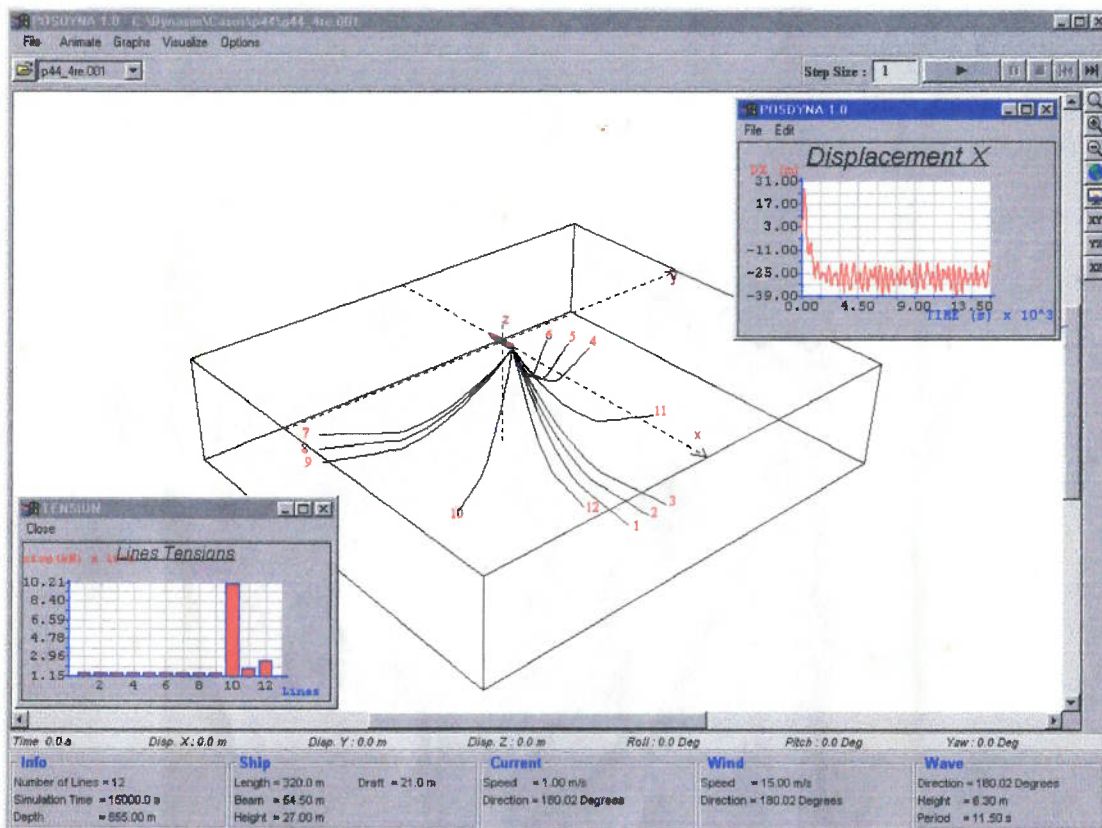 POSDYNA 1.0 C:\Dynasim\Casos\p44\p44_4re.001
File Animate Graphs Visualize Options
p44_4re.001 Step Size : 1
POSDYNA 1.0
File Edit
Displacement X
DX (m)
31.00
17.00
3.00
-11.00
-25.00
-39.00
0.00 4.50 9.00 13.50
TIME (s) x 10^3
XY
YZ
XZ
y
z
6 5 4
11
x
7
8
9
10
12 1 2 3
TENSION
Close
Lines Tensions
10.21
8.40
6.59
4.78
2.96
1.15
2 4 6 8 10 12
Lines
Time 0.0 s Disp. X : 0.0 m Disp. Y : 0.0 m Disp. Z : 0.0 m Roll : 0.0 Deg Pitch : 0.0 Deg Yaw : 0.0 Deg
Info Ship Current Wind Wave
Number of Lines = 12 Length = 320.0 m Draft = 21.0 m Speed = 1.00 m/s Speed = 15.00 m/s Direction = 180.02 Degrees
Simulation Time = 15000.0 s Beam = 54.50 m Direction = 180.02 Degrees Direction = 180.02 Degrees Height = 6.30 m
Depth = 855.00 m Height = 27.00 m Period = 11.50 s